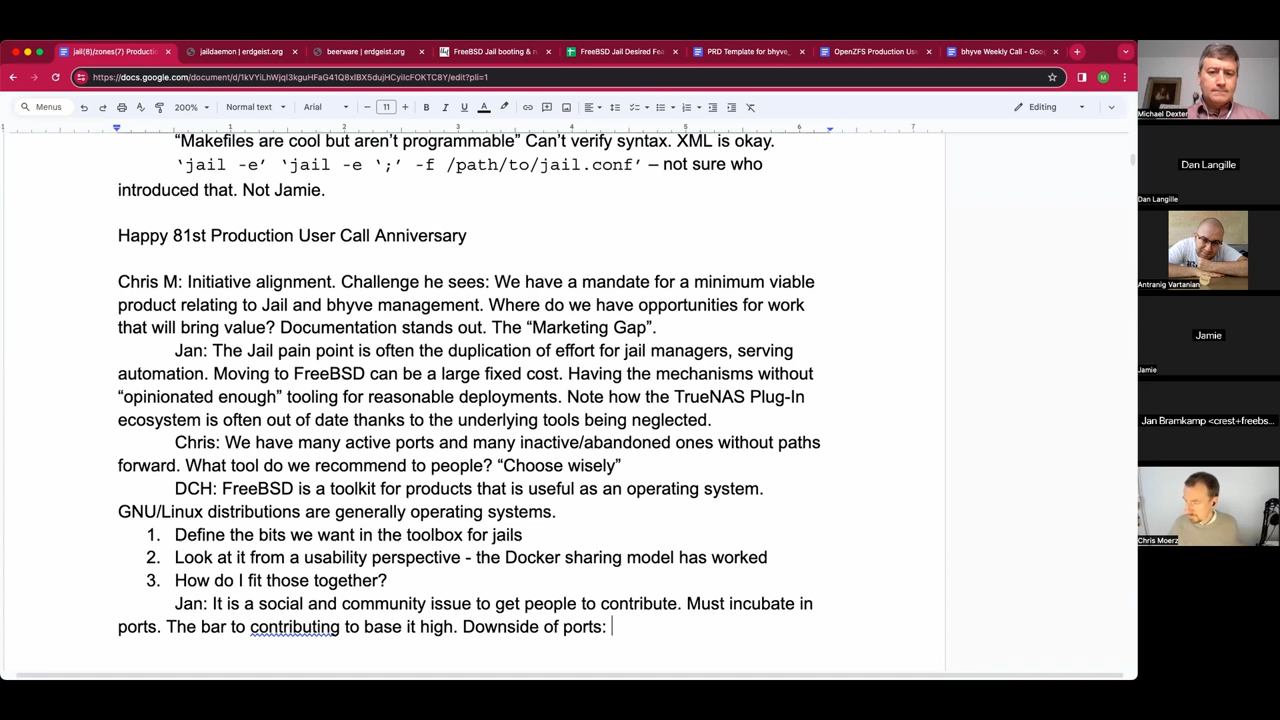 jail(8)/zones(7) Productio
jaildaemon | erdgeist.org
beerware | erdgeist.org
FreeBSD Jail booting & r
FreeBSD Jail Desired Fea
PRD Template for bhyve_
OpenZFS Production Use
bhyve Weekly Call - Goo
Menus
200%
Normal text
Arial
11
Editing
1 1 2 3 4 5 6 7
"Makefiles are cool but aren't programmable" Can't verify syntax. XML is okay.
'jail -e' 'jail -e ';' -f /path/to/jail.conf' – not sure who
introduced that. Not Jamie.
Happy 81st Production User Call Anniversary
Chris M: Initiative alignment. Challenge he sees: We have a mandate for a minimum viable
product relating to Jail and bhyve management. Where do we have opportunities for work
that will bring value? Documentation stands out. The "Marketing Gap".
Jan: The Jail pain point is often the duplication of effort for jail managers, serving
automation. Moving to FreeBSD can be a large fixed cost. Having the mechanisms without
"opinionated enough" tooling for reasonable deployments. Note how the TrueNAS Plug-In
ecosystem is often out of date thanks to the underlying tools being neglected.
Chris: We have many active ports and many inactive/abandoned ones without paths
forward. What tool do we recommend to people? "Choose wisely"
DCH: FreeBSD is a toolkit for products that is useful as an operating system.
GNU/Linux distributions are generally operating systems.
1. Define the bits we want in the toolbox for jails
2. Look at it from a usability perspective - the Docker sharing model has worked
3. How do I fit those together?
Jan: It is a social and community issue to get people to contribute. Must incubate in
ports. The bar to contributing to base it high. Downside of ports:
Michael Dexter
Dan Langille
Dan Langille
Antranig Vartanian
Jamie
Jamie
Jan Bramkamp <crest+freebs...
Chris Moerz